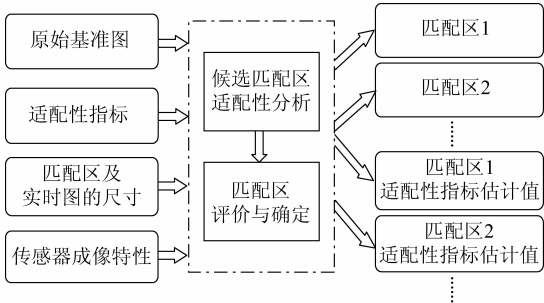 原始基准图
适配性指标
匹配区及
实时图的尺寸
传感器成像特性
候选匹配区
适配性分析
匹配区
评价与确定
匹配区1
匹配区2
匹配区1
适配性指标估计值
匹配区2
适配性指标估计值